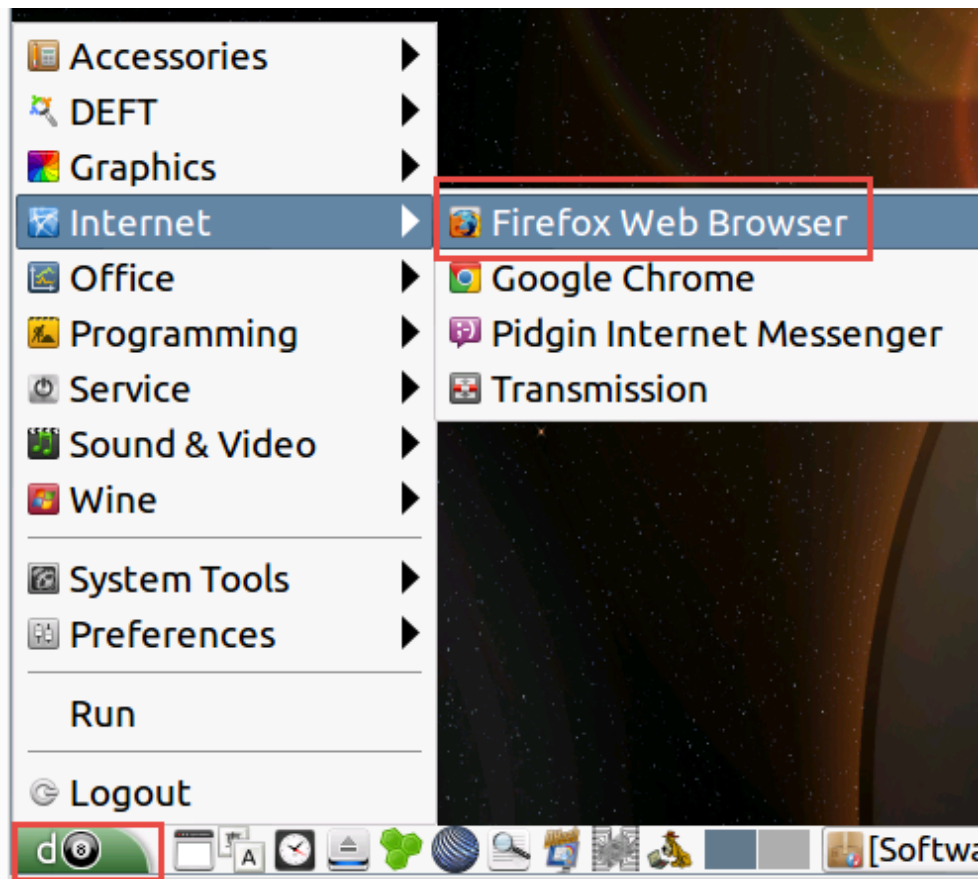 Accessories
DEFT
Graphics
Internet
Firefox Web Browser
Office
Google Chrome
Programming
Pidgin Internet Messenger
Service
Transmission
Sound & Video
Wine
System Tools
Preferences
Run
Logout
d8
A
[Softwa